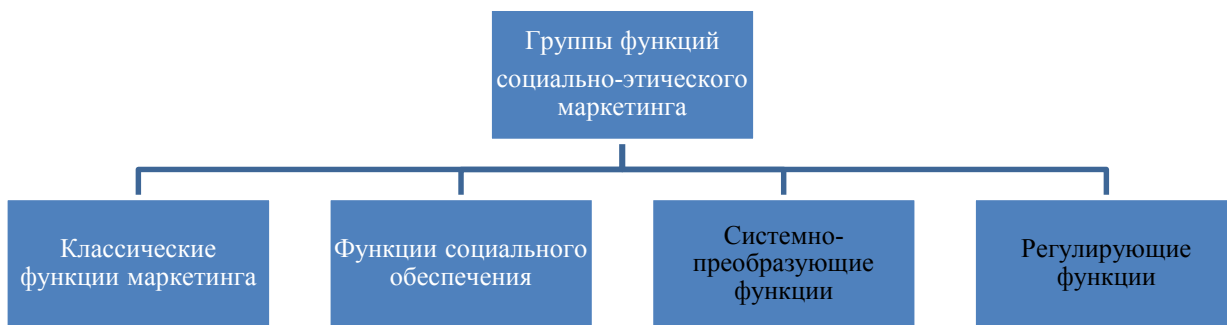 Группы функций
социально-этического
маркетинга
Классические
функции маркетинга
Функции социального
обеспечения
Системно-
преобразующие
функции
Регулирующие
функции